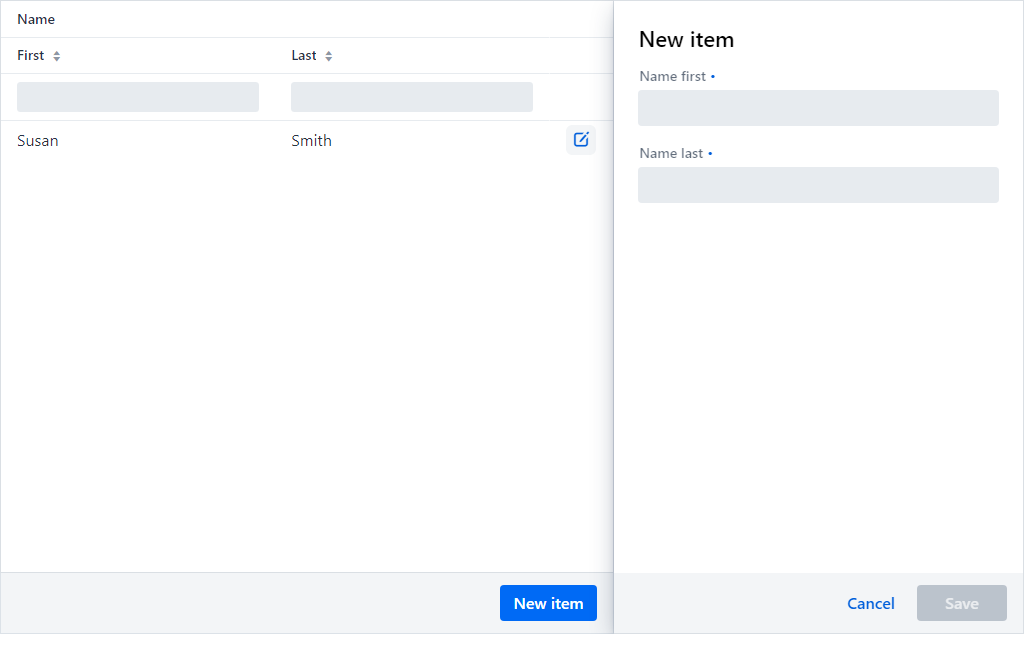 Name
First Last
Susan Smith
New item
New item
Name first •
Name last •
Cancel Save